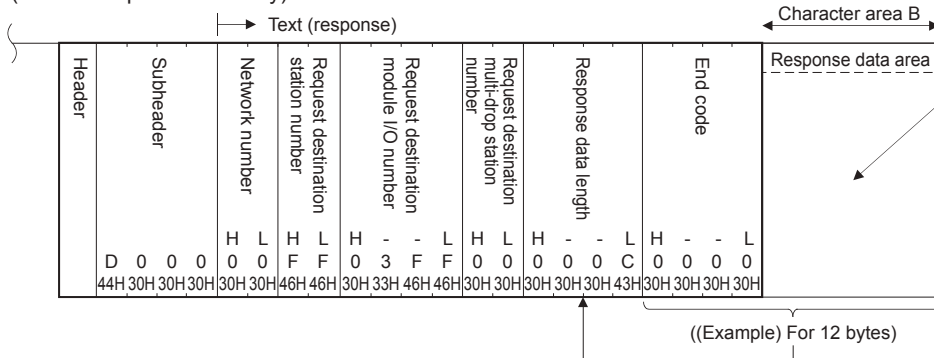 Text (response)
Character area B
Header
Subheader
Network number
Request destination
station number
Request destination
module I/O number
Request destination
multi-drop station
number
Response data length
End code
Response data area
H L H L H - - L H L H - - L H - - L
D 0 0 0 0 0 F F 0 3 F F 0 0 0 0 0 C 0 0 0 0
44H 30H 30H 30H 30H 30H 46H 46H 30H 33H 46H 46H 30H 30H 30H 30H 30H 43H 30H 30H 30H 30H
((Example) For 12 bytes)